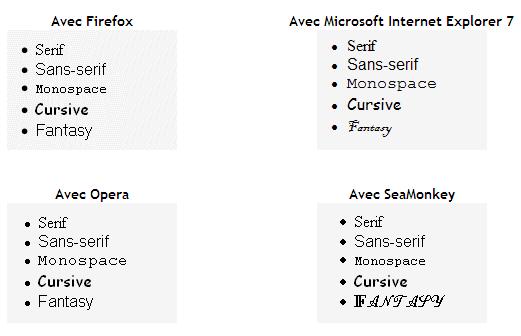 Avec Firefox
Serif
Sans-serif
Monospace
Cursive
Fantasy
Avec Microsoft Internet Explorer 7
Serif
Sans-serif
Monospace
Cursive
Fantasy
Avec Opera
Serif
Sans-serif
Monospace
Cursive
Fantasy
Avec SeaMonkey
Serif
Sans-serif
Monospace
Cursive
FANTASY